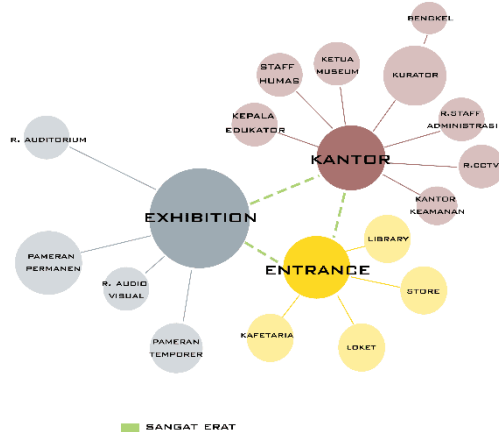 BENGKEL
KETUA
MUSEUM
STAFF
HUMAS
KURATOR
KEPALA
EDUKATOR
R.STAFF
ADMINISTRASI
R. AUDITORIUM
KANTOR
R.CCTV
KANTOR
KEAMANAN
EXHIBITION
LIBRARY
PAMERAN
PERMANEN
ENTRANCE
R. AUDIO
VISUAL
STORE
KAFETARIA
PAMERAN
TEMPORER
LOKET
SANGAT ERAT